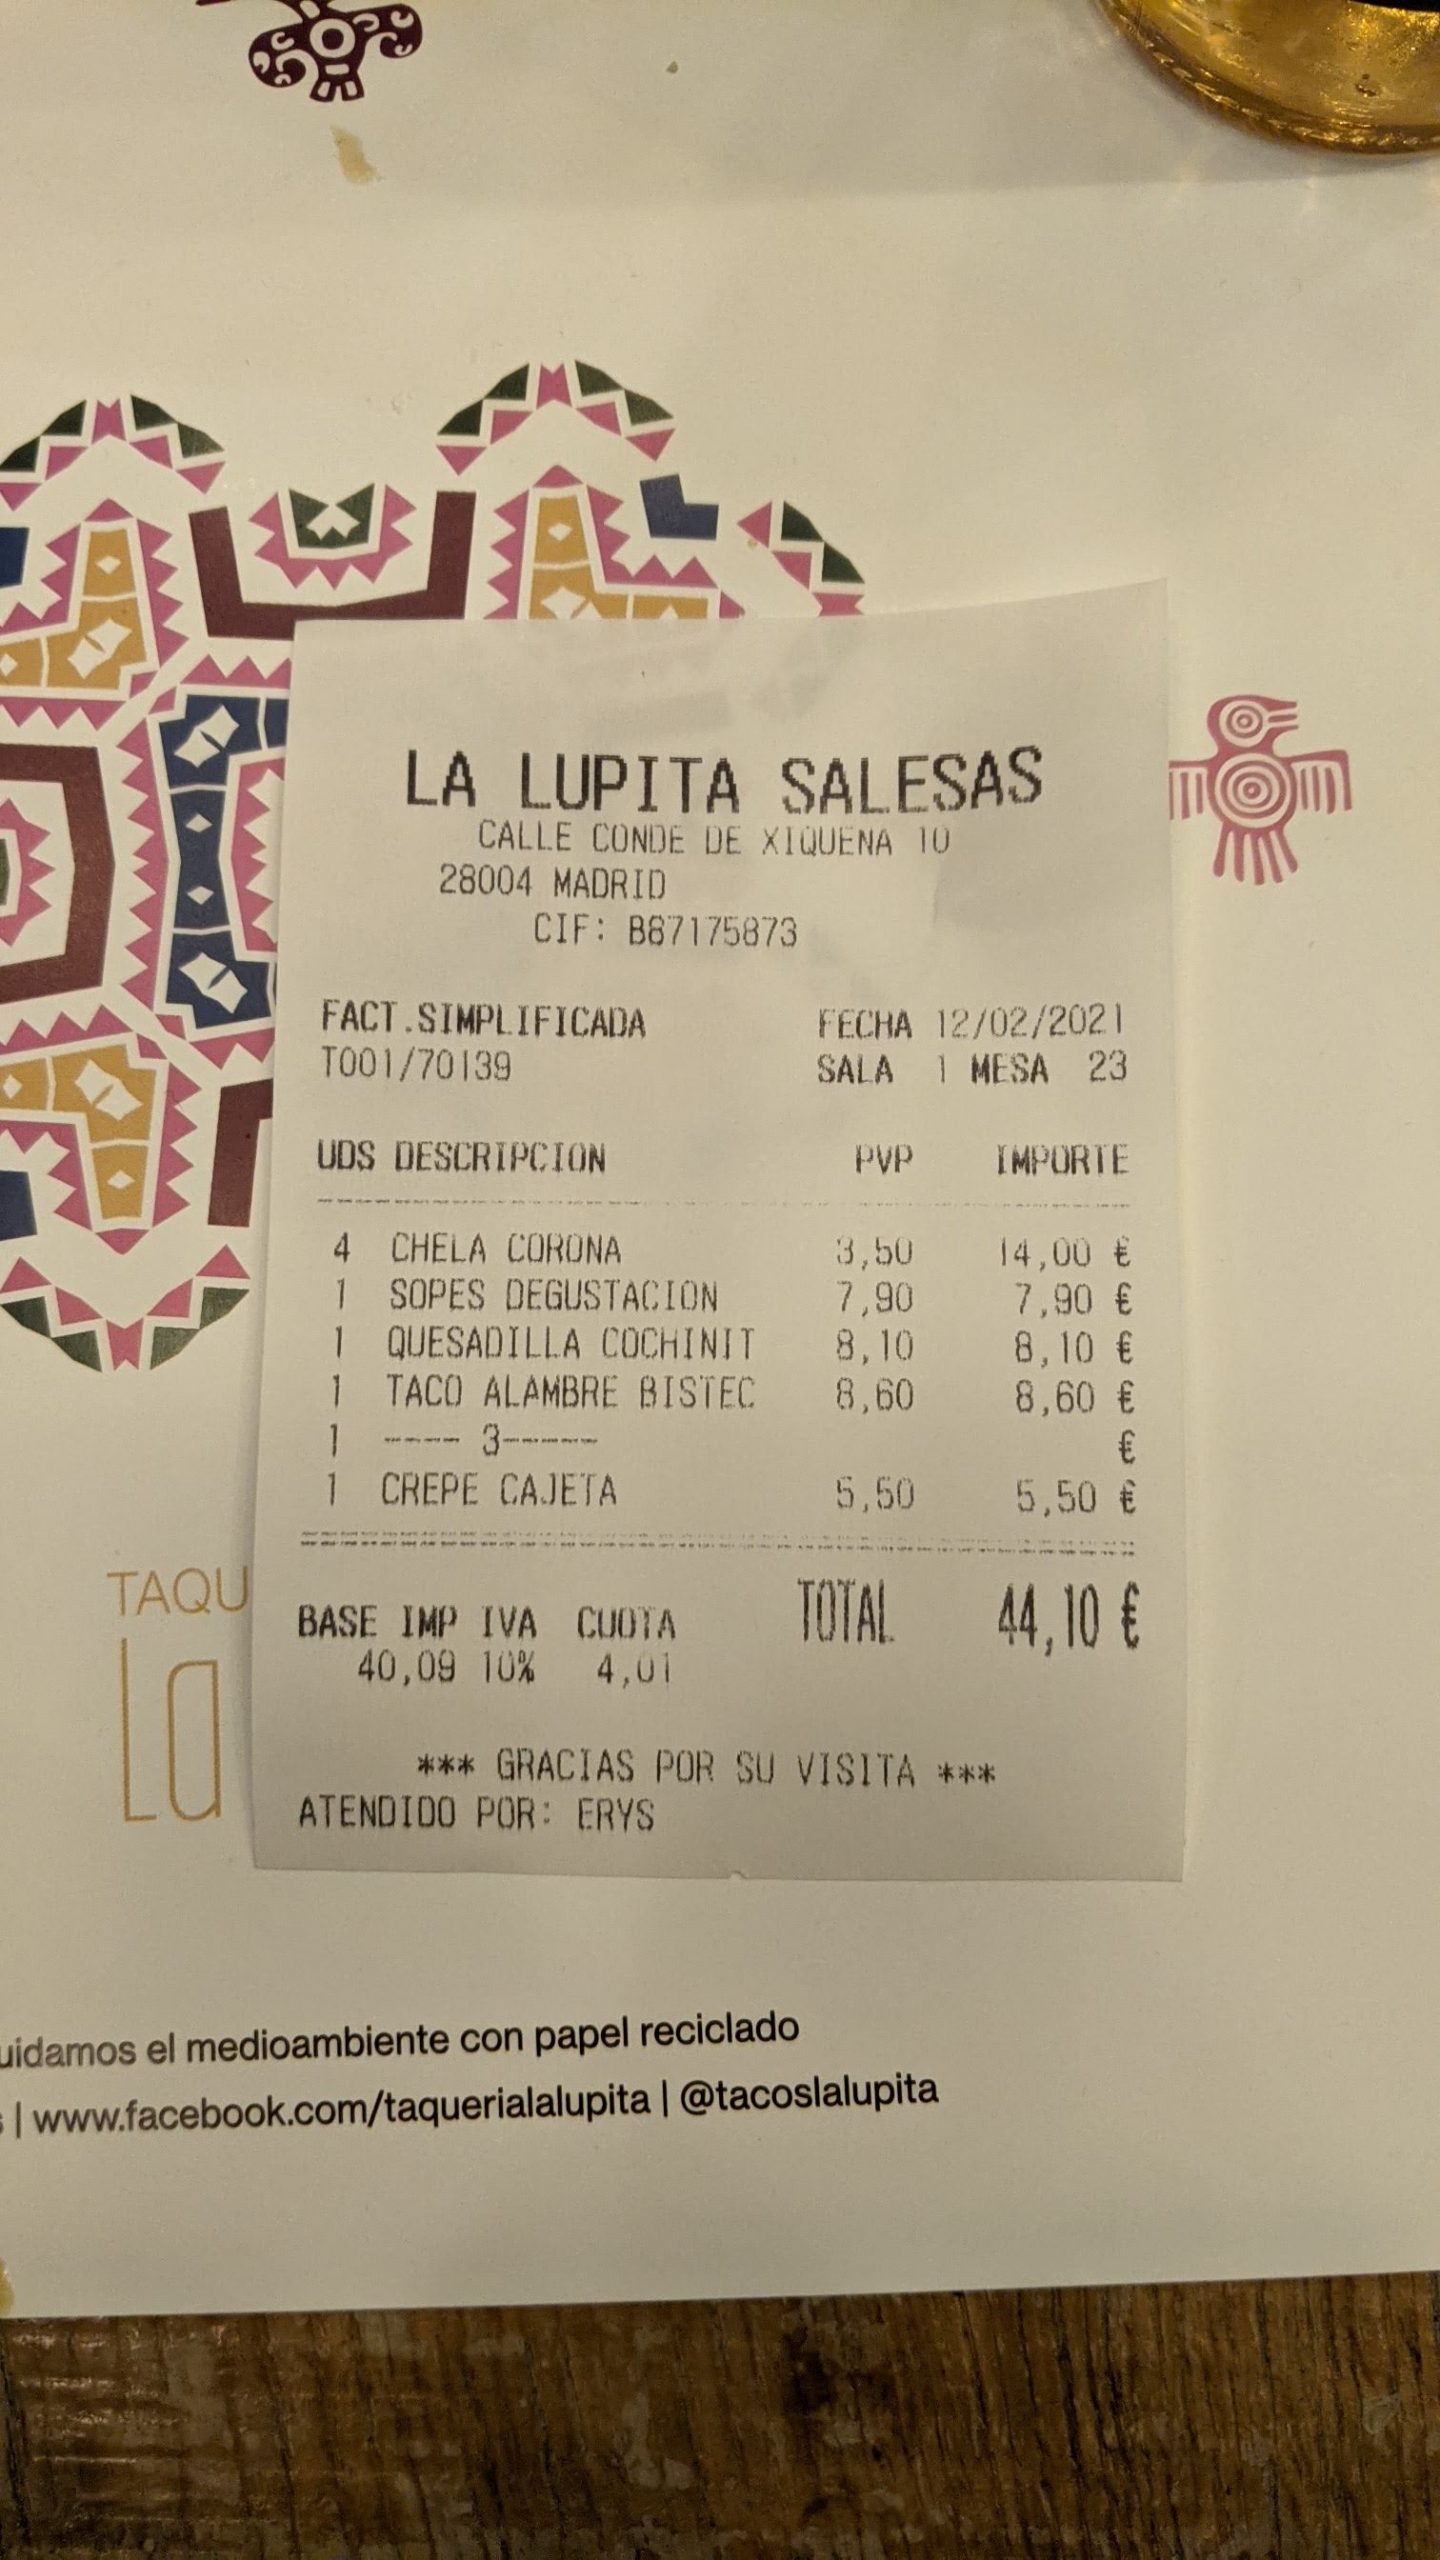 LA LUPITA SALESAS
CALLE CONDE DE XIQUENA 10
28004 MADRID
CIF: B87175873
FACT.SIMPLIFICADA FECHA 12/02/2021
T001/70139 SALA 1 MESA 23
UDS DESCRIPCION PVP IMPORTE
4 CHELA CORONA 3,50 14,00 €
1 SOPES DEGUSTACION 7,90 7,90 €
1 QUESADILLA COCHINIT 8,10 8,10 €
1 TACO ALAMBRE BISTEC 8,60 8,60 €
1 ---- 3----- €
1 CREPE CAJETA 5,50 5,50 €
TOTAL 44,10 €
BASE IMP IVA CUOTA
40,09 10% 4,01
*** GRACIAS POR SU VISITA ***
ATENDIDO POR: ERYS
TAQU
La
uidamos el medioambiente con papel reciclado
s | www.facebook.com/taquerialalupita | @tacoslalupita